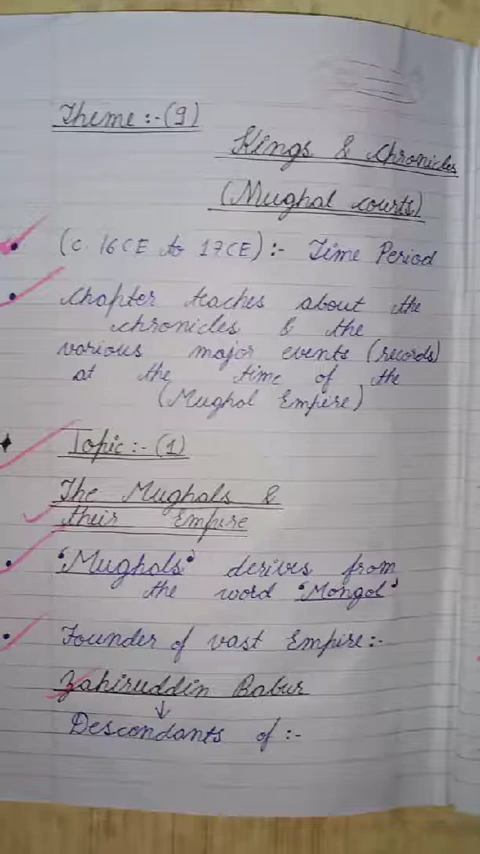 Theme :- (9)
Kings & Chronicles
(Mughal courts)
(c. 16CE to 17CE) :- Time Period
Chapter teaches about the
chronicles & the
various major events (records)
at the time of the
(Mughol Empire)
Topic :- (1)
The Mughals &
their Empire
"Mughols" derives from
the word "Mongol"
Founder of vast Empire:-
Zahiruddin Babur
↓
Descendants of :-